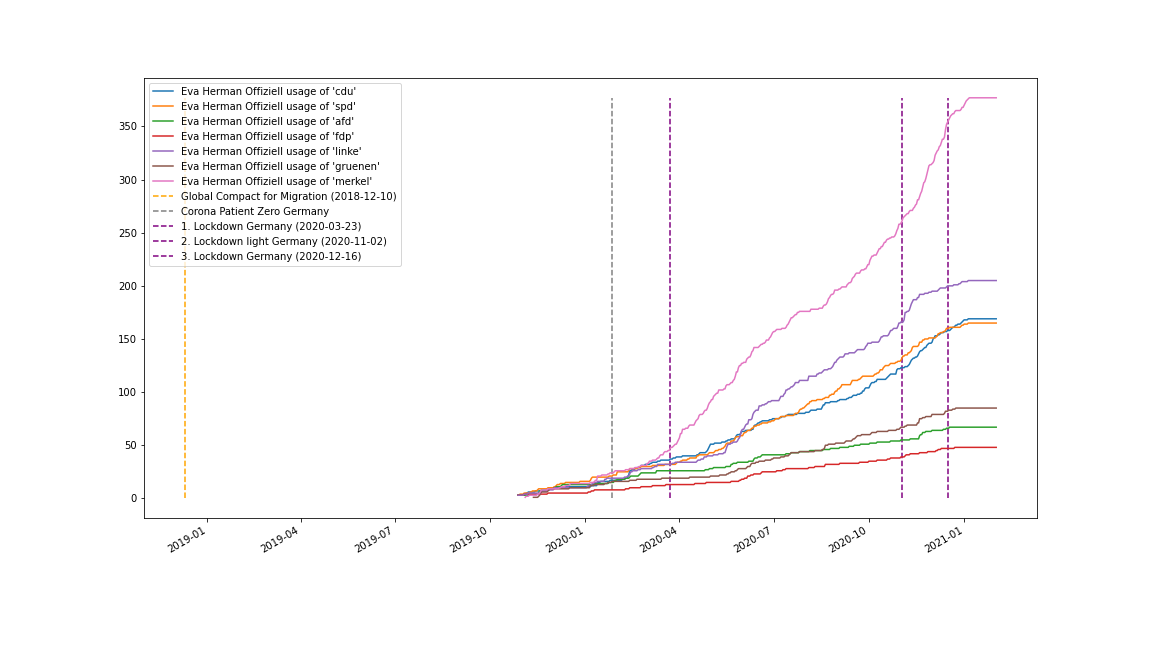 Eva Herman Offiziell usage of 'cdu'
Eva Herman Offiziell usage of 'spd'
Eva Herman Offiziell usage of 'afd'
Eva Herman Offiziell usage of 'fdp'
Eva Herman Offiziell usage of 'linke'
Eva Herman Offiziell usage of 'gruenen'
Eva Herman Offiziell usage of 'merkel'
Global Compact for Migration (2018-12-10)
Corona Patient Zero Germany
1. Lockdown Germany (2020-03-23)
2. Lockdown light Germany (2020-11-02)
3. Lockdown Germany (2020-12-16)
350
300
250
200
150
100
50
0
2019-01
2019-04
2019-07
2019-10
2020-01
2020-04
2020-07
2020-10
2021-01